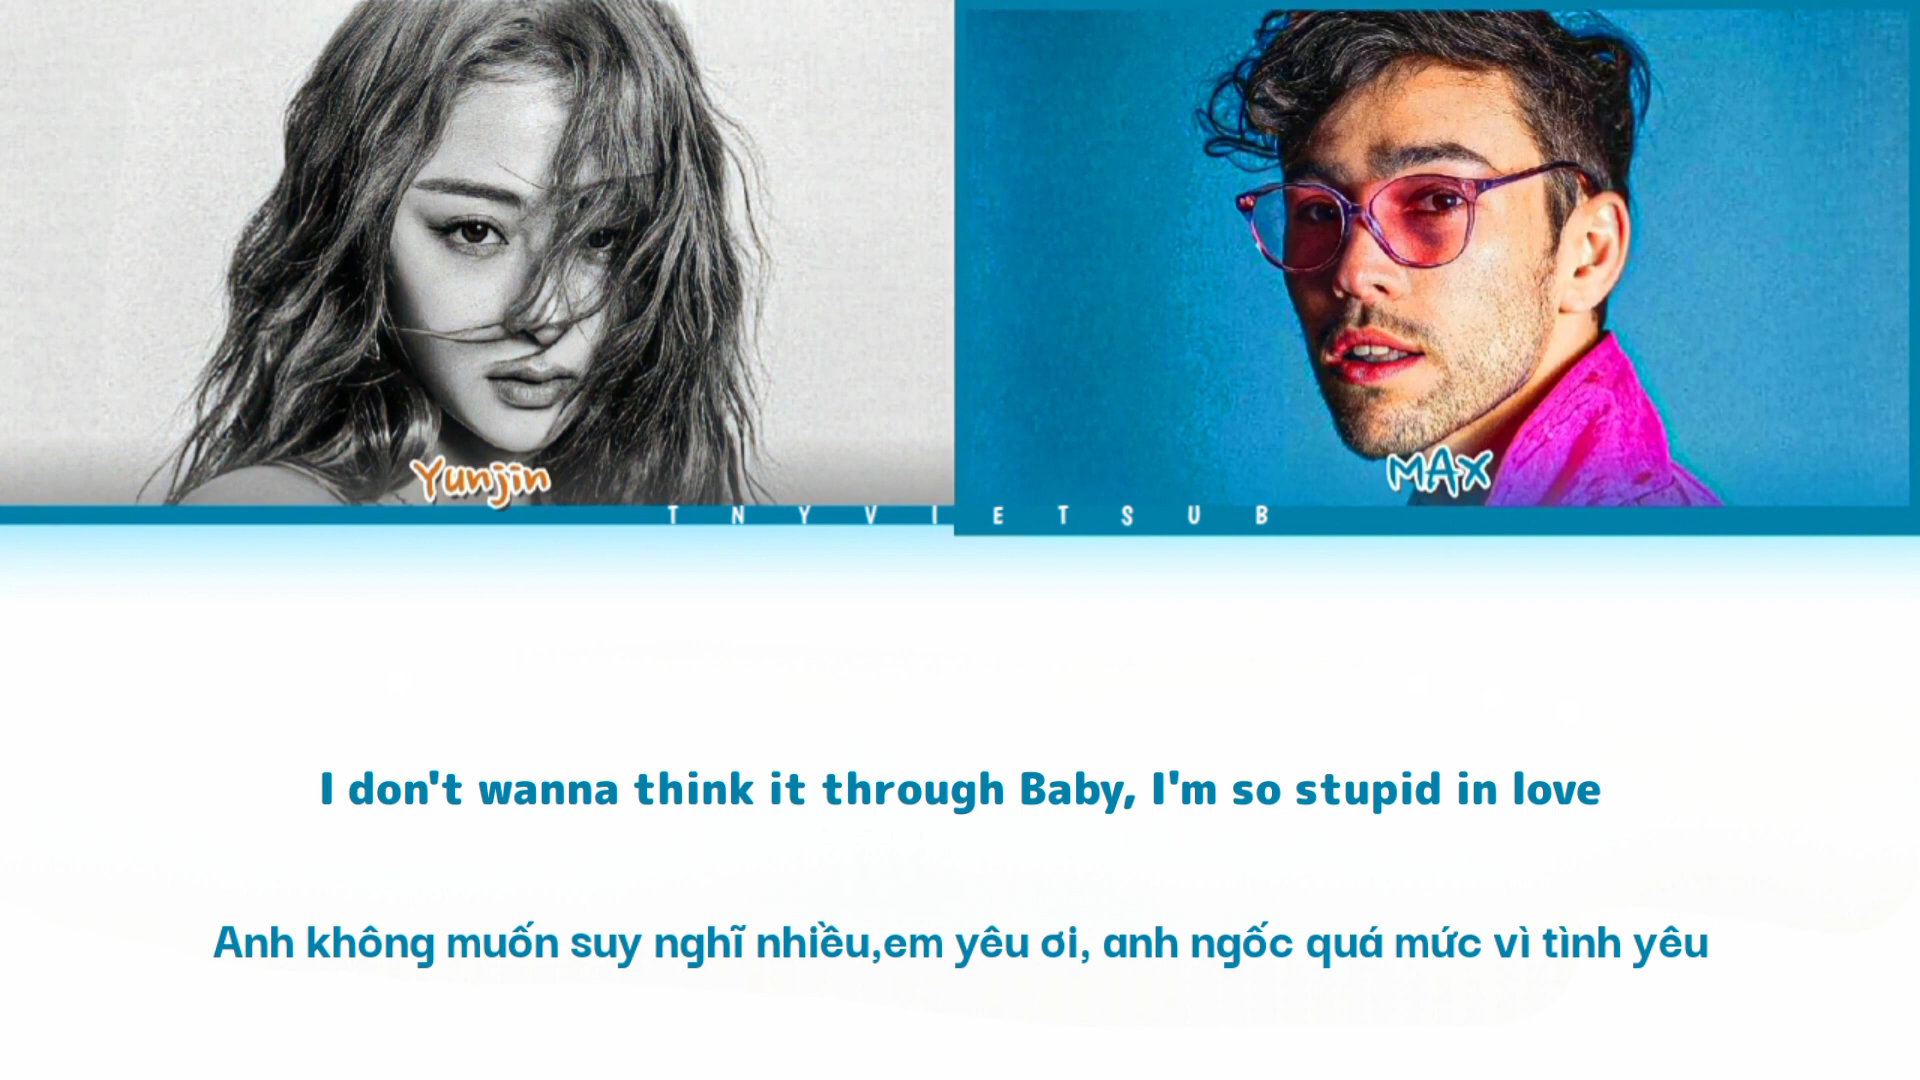 Yunjin
MAX
TNYVIETSUB
I don't wanna think it through Baby, I'm so stupid in love
Anh không muốn suy nghĩ nhiều,em yêu ơi, anh ngốc quá mức vì tình yêu